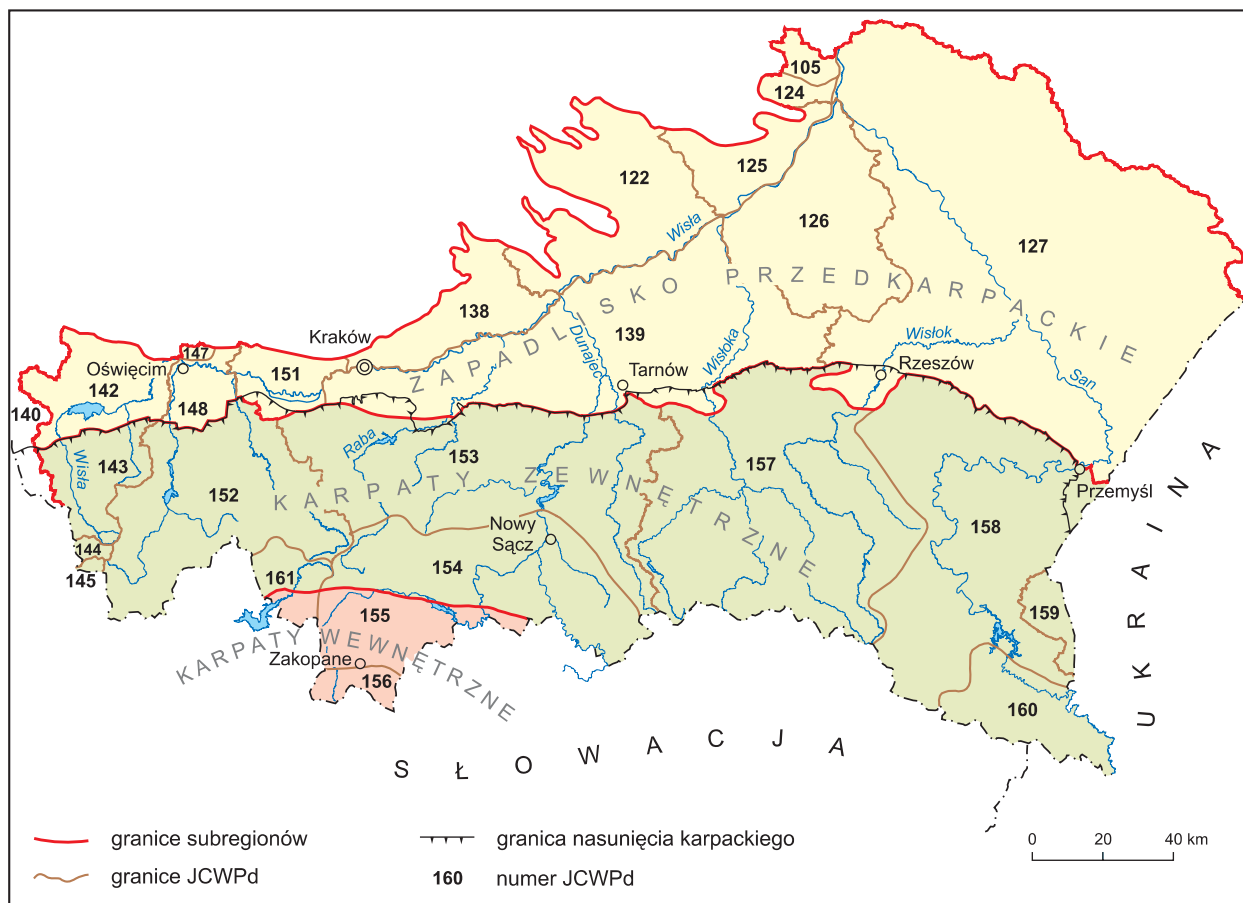 105
124
125
122
126
127
Wisła
ZAPADLISKO PRZEDKARPACKIE
138
139
Dunajec
Wisłoka
Wisłok
San
Kraków
147
Oświęcim
151
142
148
140
Tarnów
Rzeszów
Przemyśl
143
Wisła
Raba
153
152
157
158
KARPATY ZEWNĘTRZNE
Nowy
Sącz
144
145
161
154
159
155
KARPATY WEWNĘTRZNE
Zakopane
156
160
UKRAINA
SŁOWACJA
granice subregionów
granica nasunięcia karpackiego
granice JCWPd
160 numer JCWPd
0 20 40 km